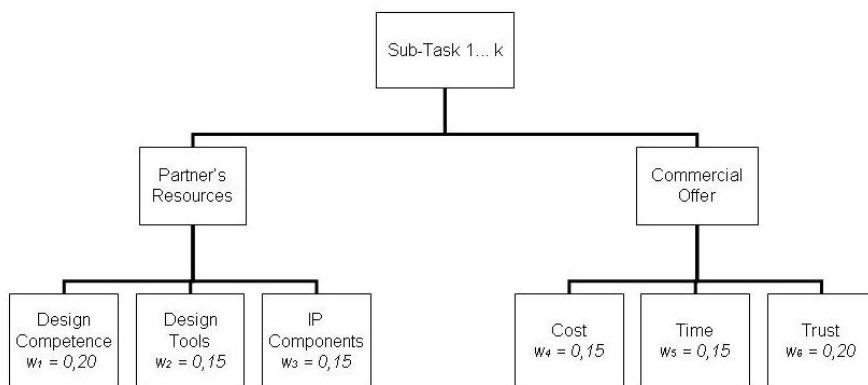 Sub-Task 1... k
Partner's
Resources
Commercial
Offer
Design
Competence
w₁ = 0,20
Design
Tools
w₂ = 0,15
IP
Components
w₃ = 0,15
Cost
w₄ = 0,15
Time
w₅ = 0,15
Trust
w₆ = 0,20